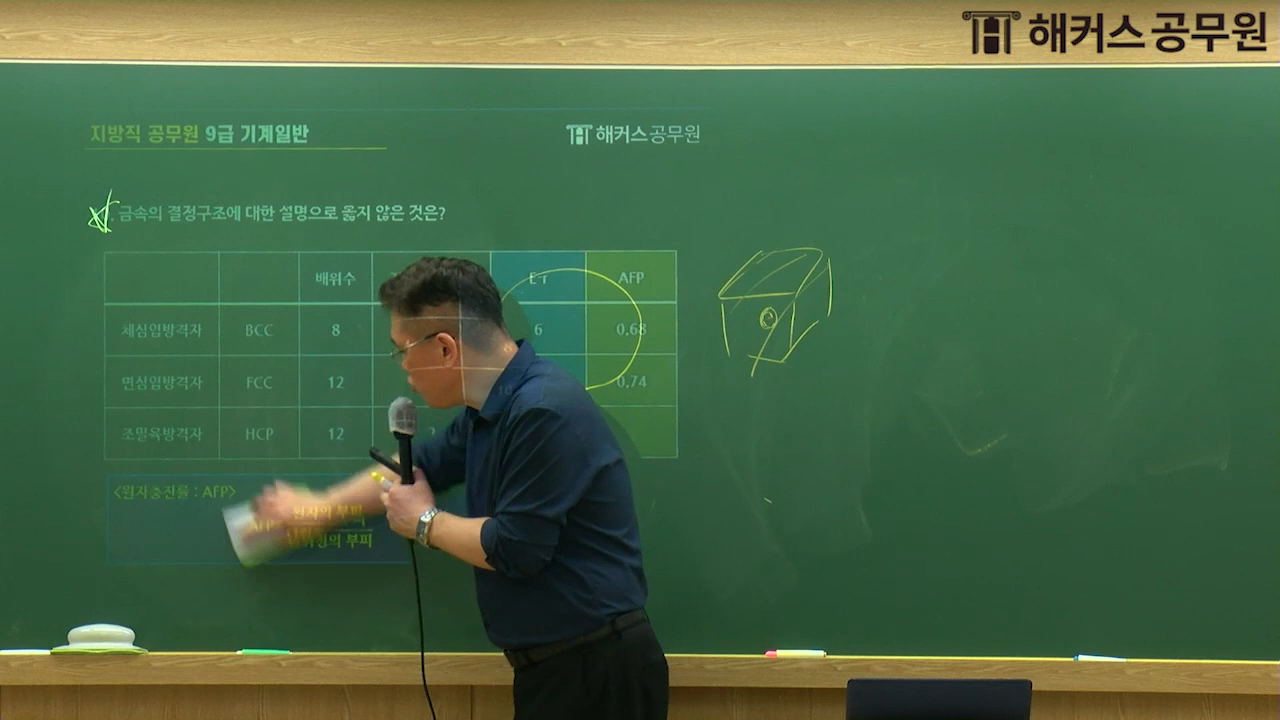 해커스공무원
지방직 공무원 9급 기계일반
해커스공무원
금속의 결정구조에 대한 설명으로 옳지 않은 것은?
배위수 AFP
체심입방격자 BCC 8 6 0.68
면심입방격자 FCC 12 0.74
조밀육방격자 HCP 12 2
<원자충진률 : AFP>
원자의 부피
부피